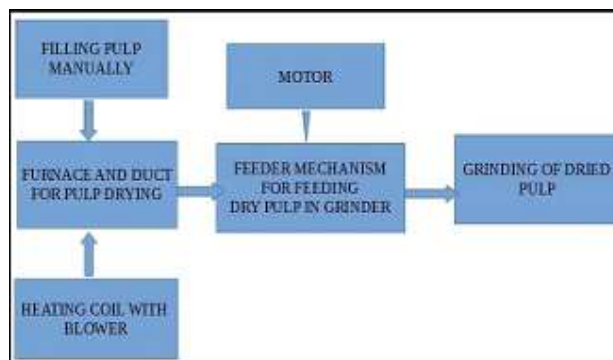 FILLING PULP
MANUALLY
MOTOR
FURNACE AND DUCT
FOR PULP DRYING
FEEDER MECHANISM
FOR FEEDING
DRY PULP IN GRINDER
GRINDING OF DRIED
PULP
HEATING COIL WITH
BLOWER